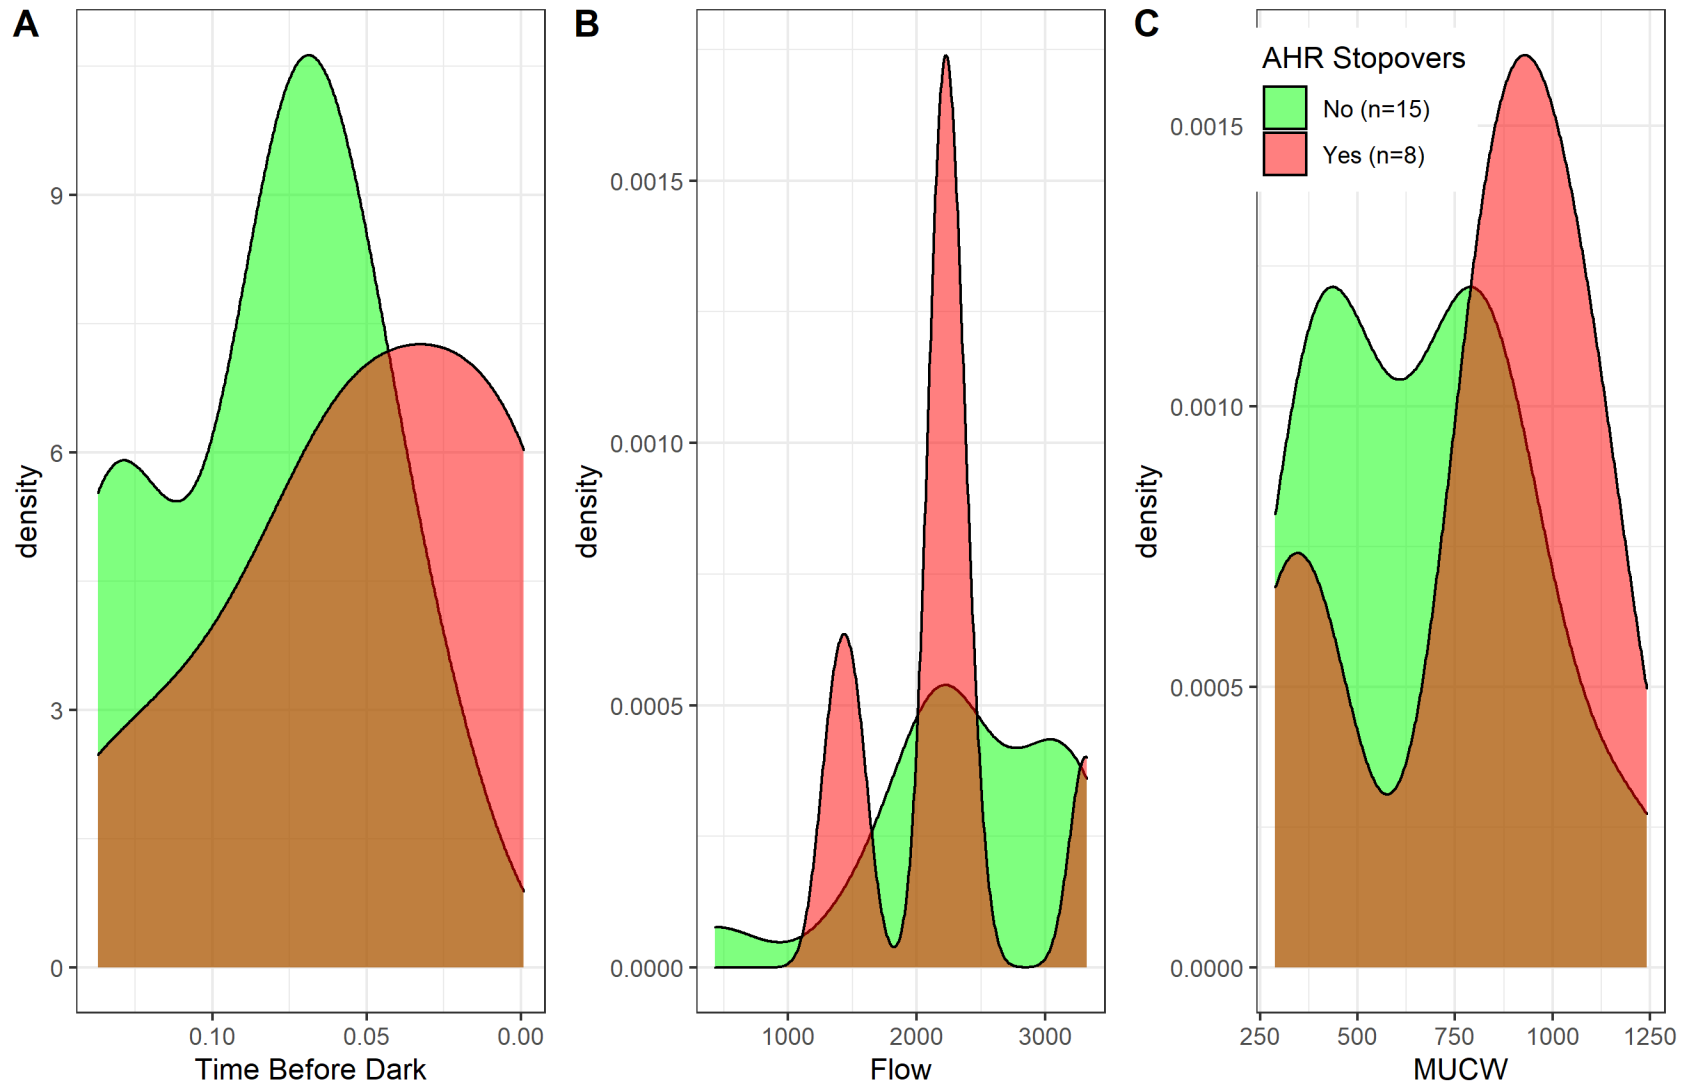 A
density
9
6
3
0
0.10
0.05
0.00
Time Before Dark
B
density
0.0015
0.0010
0.0005
0.0000
1000
2000
3000
Flow
C
AHR Stopovers
No (n=15)
Yes (n=8)
density
0.0015
0.0010
0.0005
0.0000
250
500
750
1000
1250
MUCW